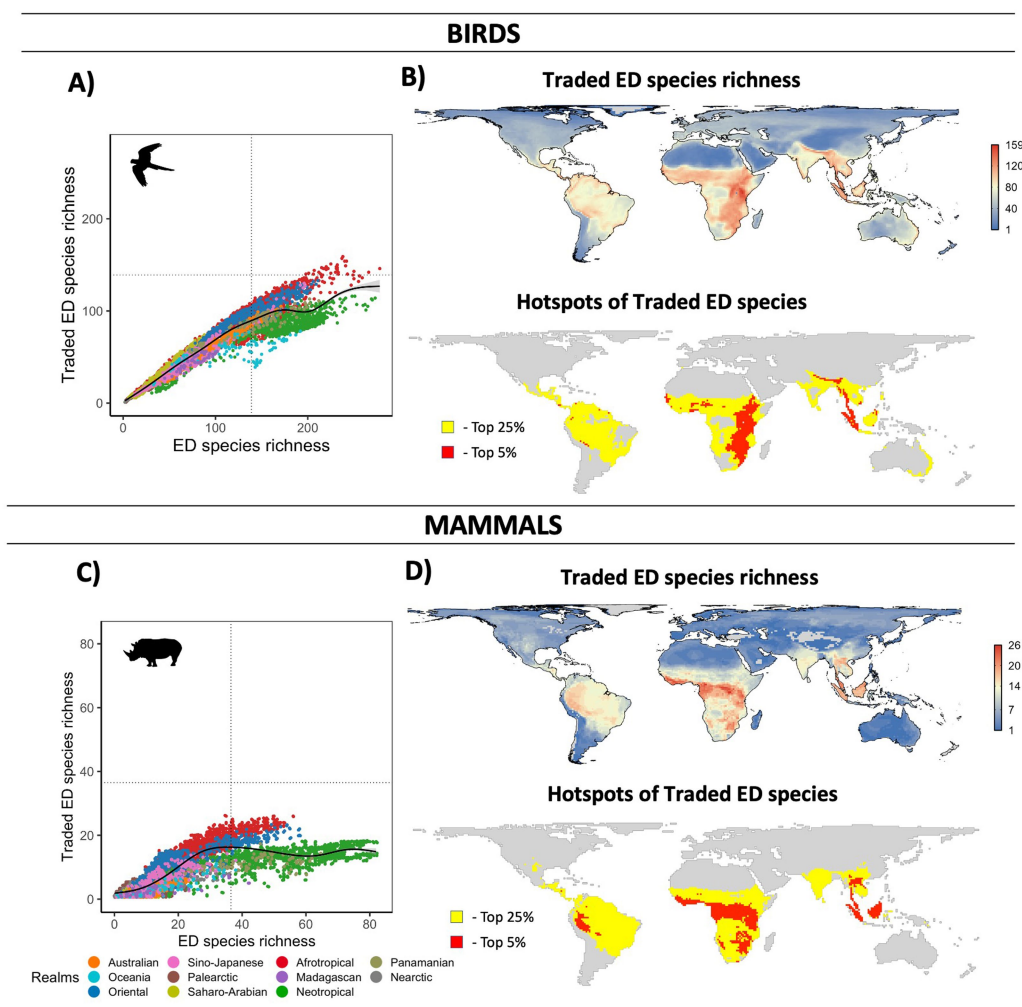 BIRDS
A)
B)
Traded ED species richness
Traded ED species richness
200
100
0
0 100 200
ED species richness
159
120
80
40
1
Hotspots of Traded ED species
- Top 25%
- Top 5%
MAMMALS
C)
D)
Traded ED species richness
Traded ED species richness
80
60
40
20
0
0 20 40 60 80
ED species richness
26
20
14
7
1
Hotspots of Traded ED species
- Top 25%
- Top 5%
Realms
Australian Sino-Japanese Afrotropical Panamanian
Oceania Palearctic Madagascan Nearctic
Oriental Saharo-Arabian Neotropical